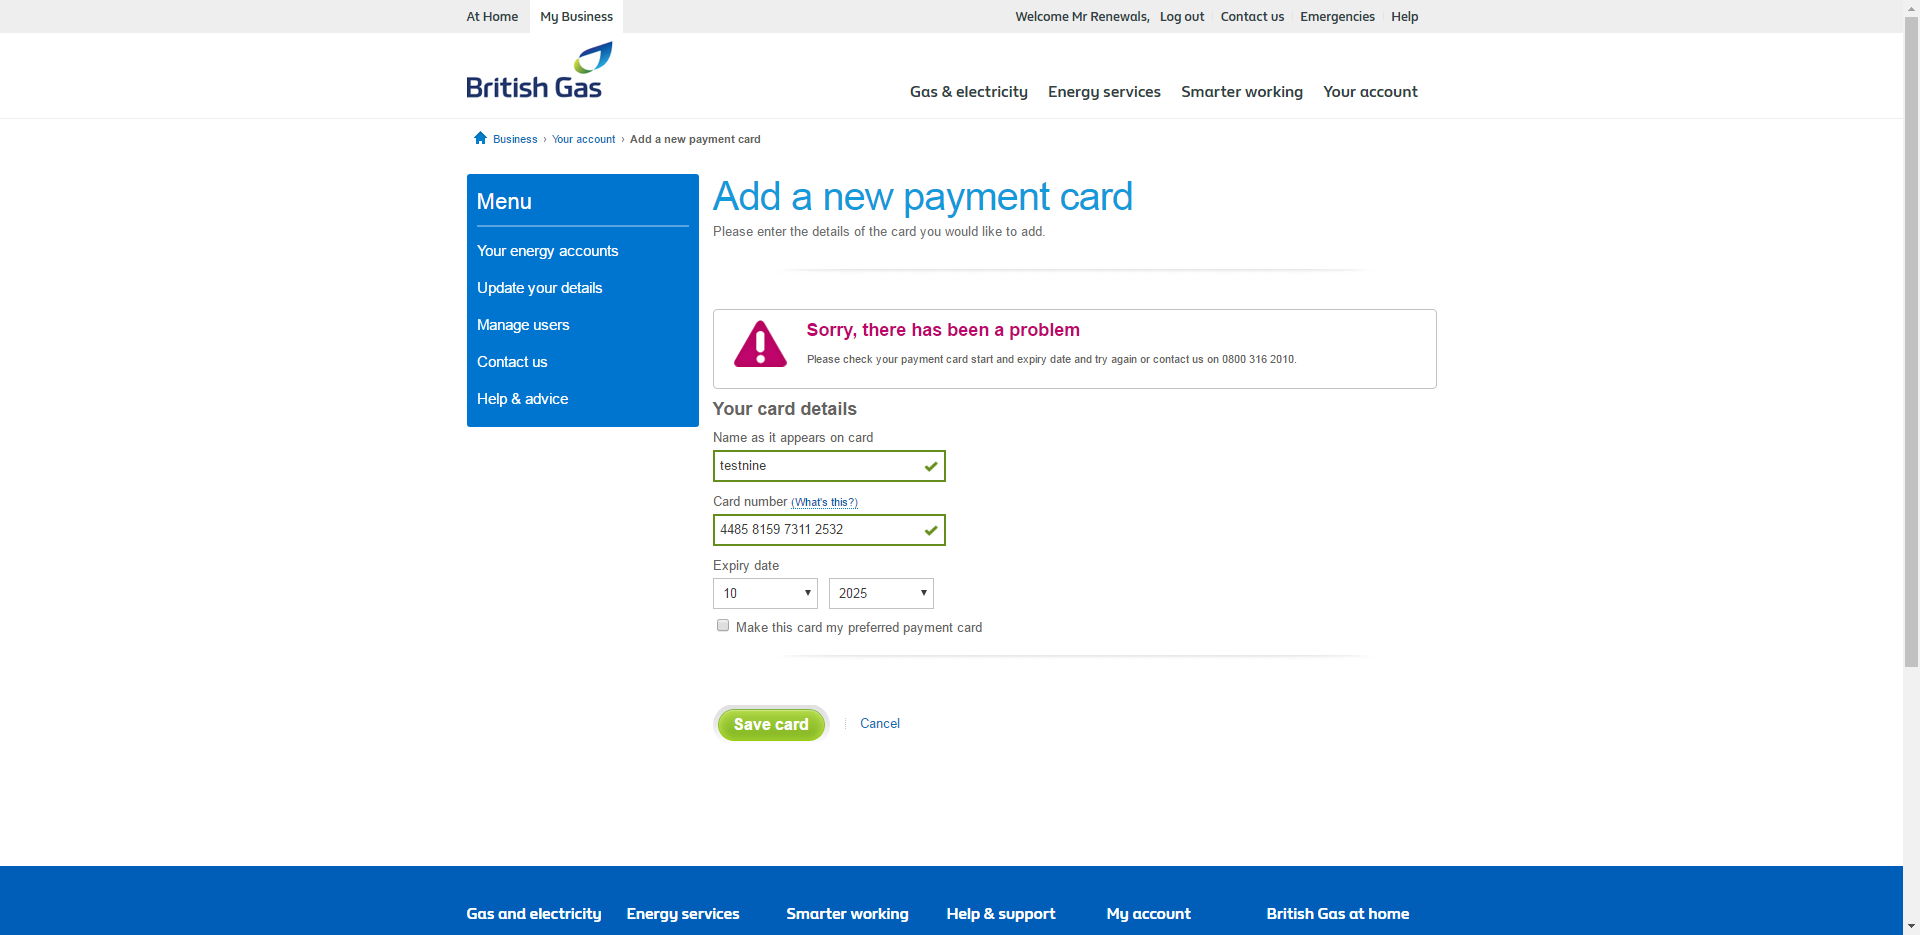 At Home
My Business
Welcome Mr Renewals, Log out Contact us Emergencies Help
British Gas
Gas & electricity Energy services Smarter working Your account
Business › Your account › Add a new payment card
Menu
Your energy accounts
Update your details
Manage users
Contact us
Help & advice
Add a new payment card
Please enter the details of the card you would like to add.
Sorry, there has been a problem
Please check your payment card start and expiry date and try again or contact us on 0800 316 2010.
Your card details
Name as it appears on card
testnine
Card number (What's this?)
4485 8159 7311 2532
Expiry date
10 2025
Make this card my preferred payment card
Save card Cancel
Gas and electricity Energy services Smarter working Help & support My account British Gas at home